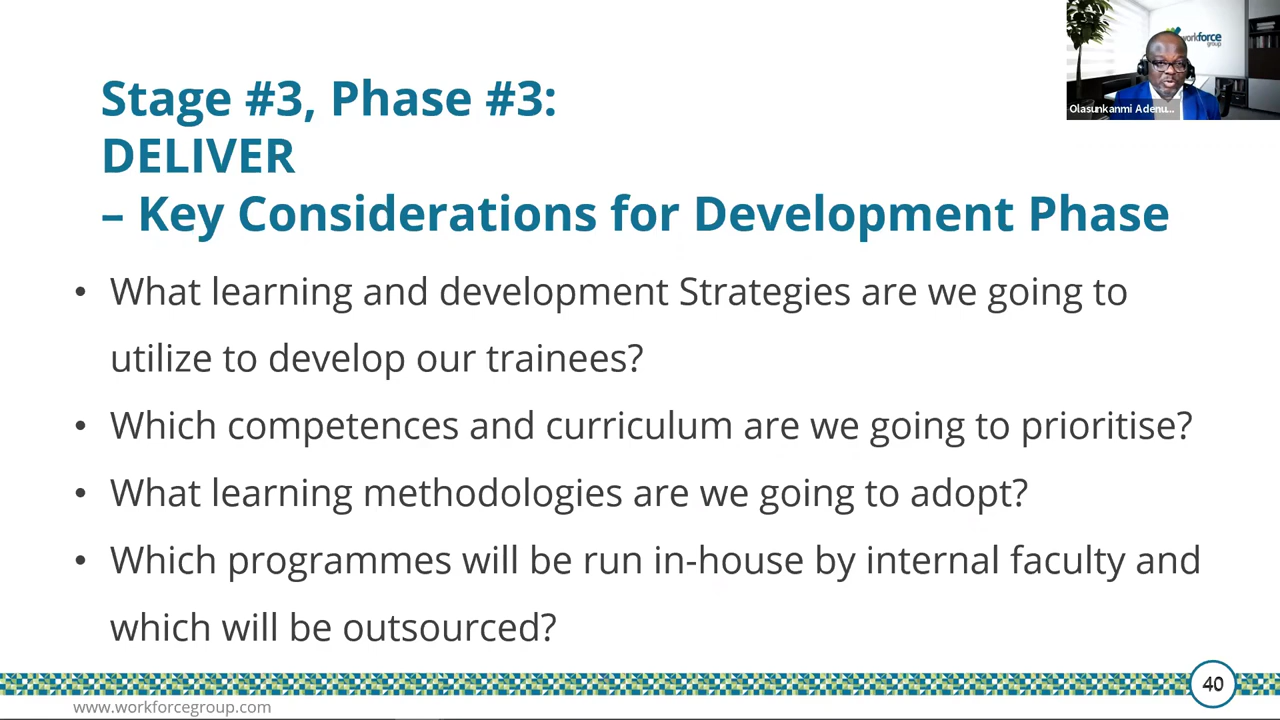 workforce
group
Olasunkanmi Adenu...
Stage #3, Phase #3:
DELIVER
– Key Considerations for Development Phase
• What learning and development Strategies are we going to
utilize to develop our trainees?
• Which competences and curriculum are we going to prioritise?
• What learning methodologies are we going to adopt?
• Which programmes will be run in-house by internal faculty and
which will be outsourced?
40
www.workforcegroup.com